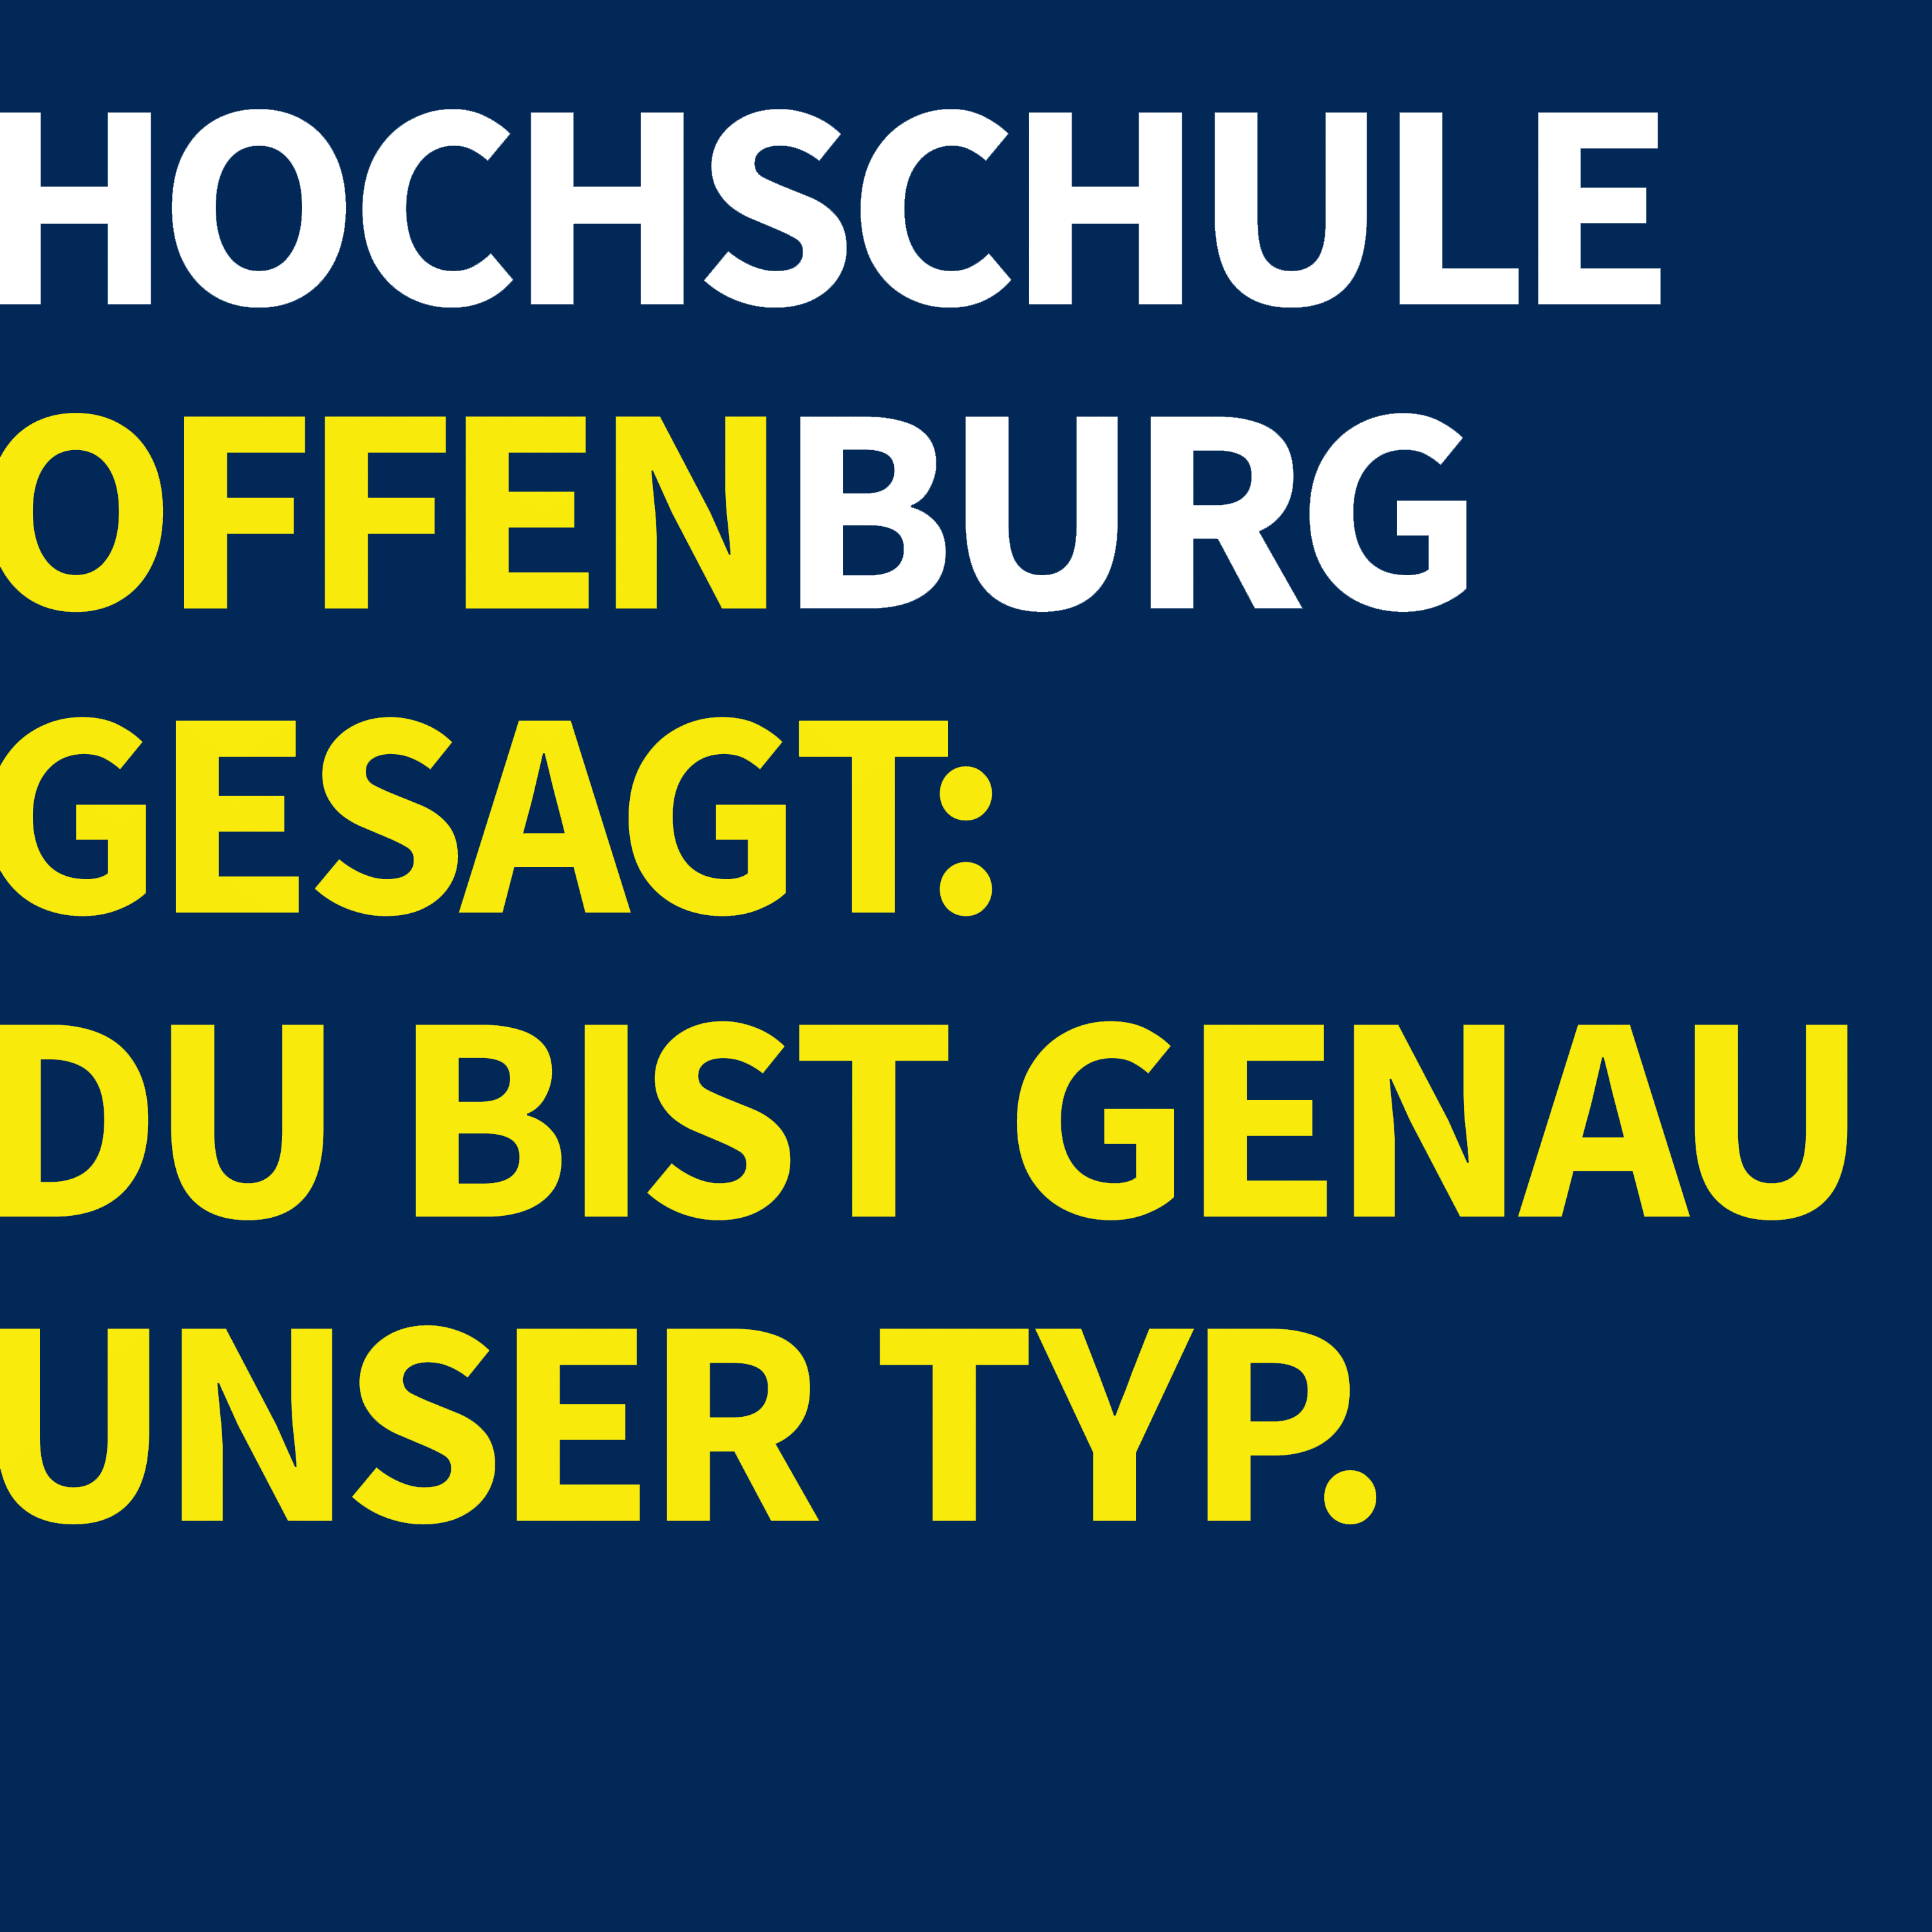 HOCHSCHULE
OFFENBURG
GESAGT:
DU BIST GENAU
UNSER TYP.